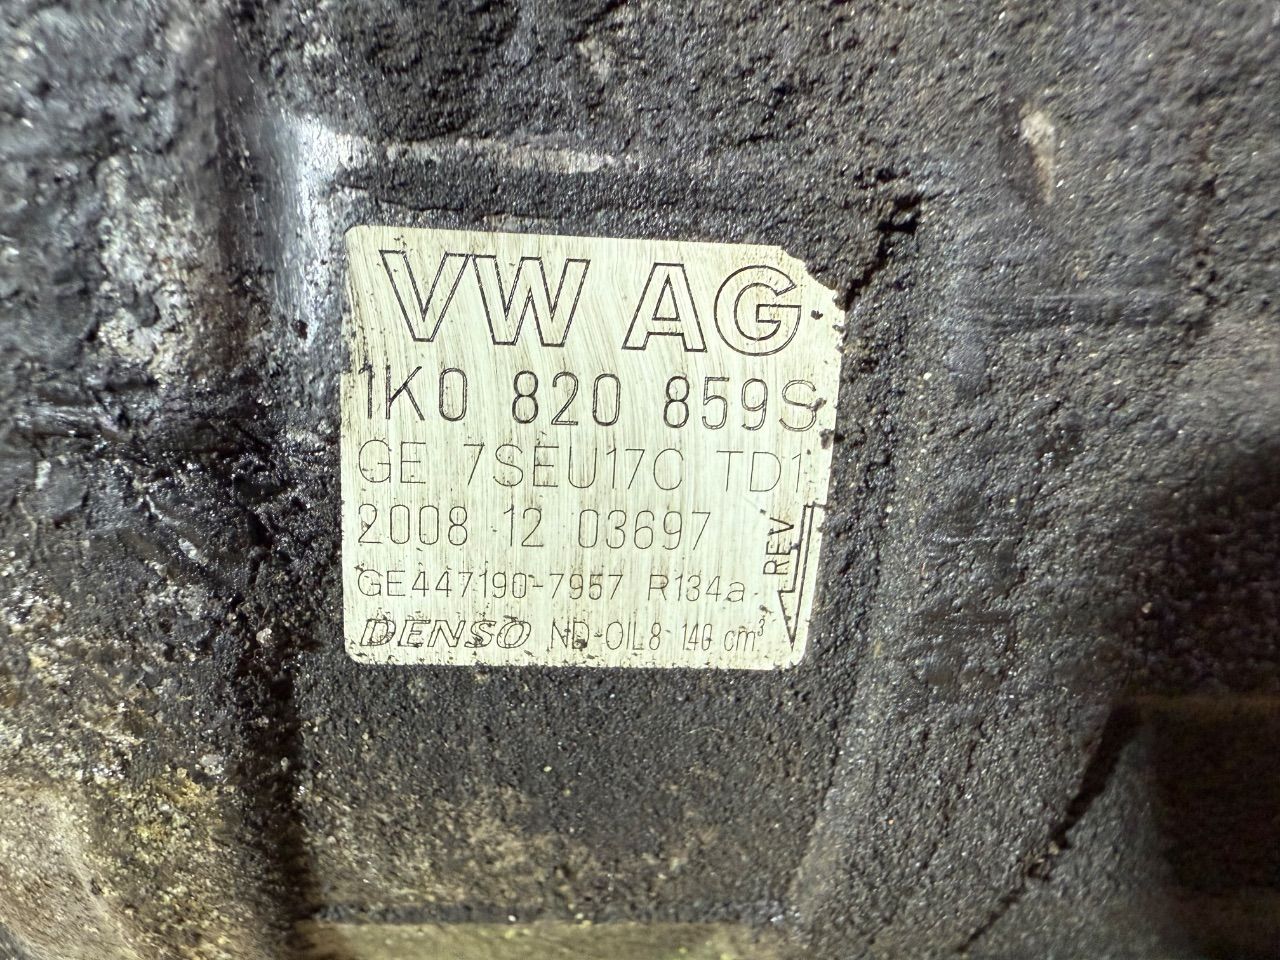 VW AG
1K0 820 859S
GE 7SEU17C TD1
2008 12 03697
REV
GE447190-7957 R134a
DENSO ND-OIL8 140 cm³